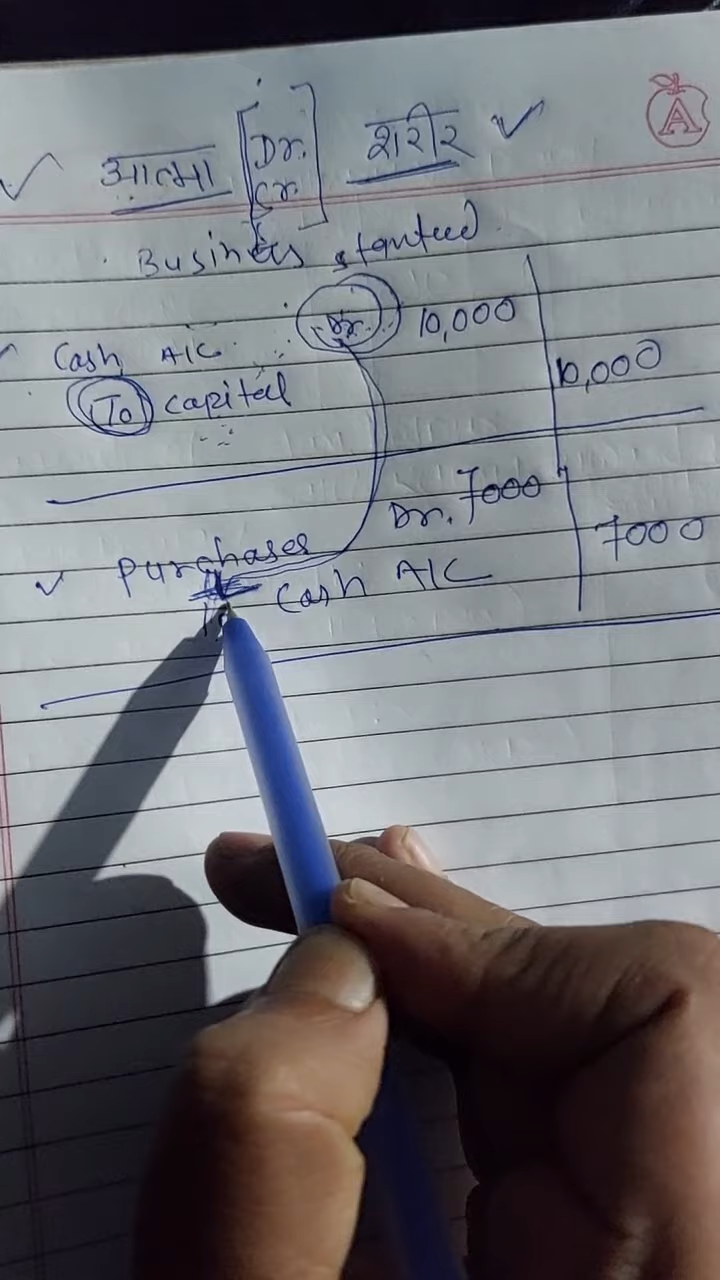 A
आत्मा [Dr. Cr.] शरीर
Business started.
Cash A/C Dr. 10,000
To capital 10,000
Purchases Dr. 7000
To Cash A/C 7000